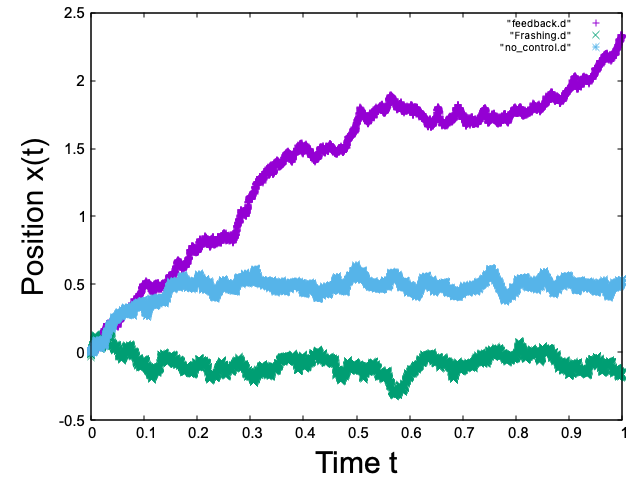 2.5
"feedback.d"
"Frashing.d"
"no_control.d"
2
1.5
1
0.5
0
-0.5
Position x(t)
0 0.1 0.2 0.3 0.4 0.5 0.6 0.7 0.8 0.9 1
Time t